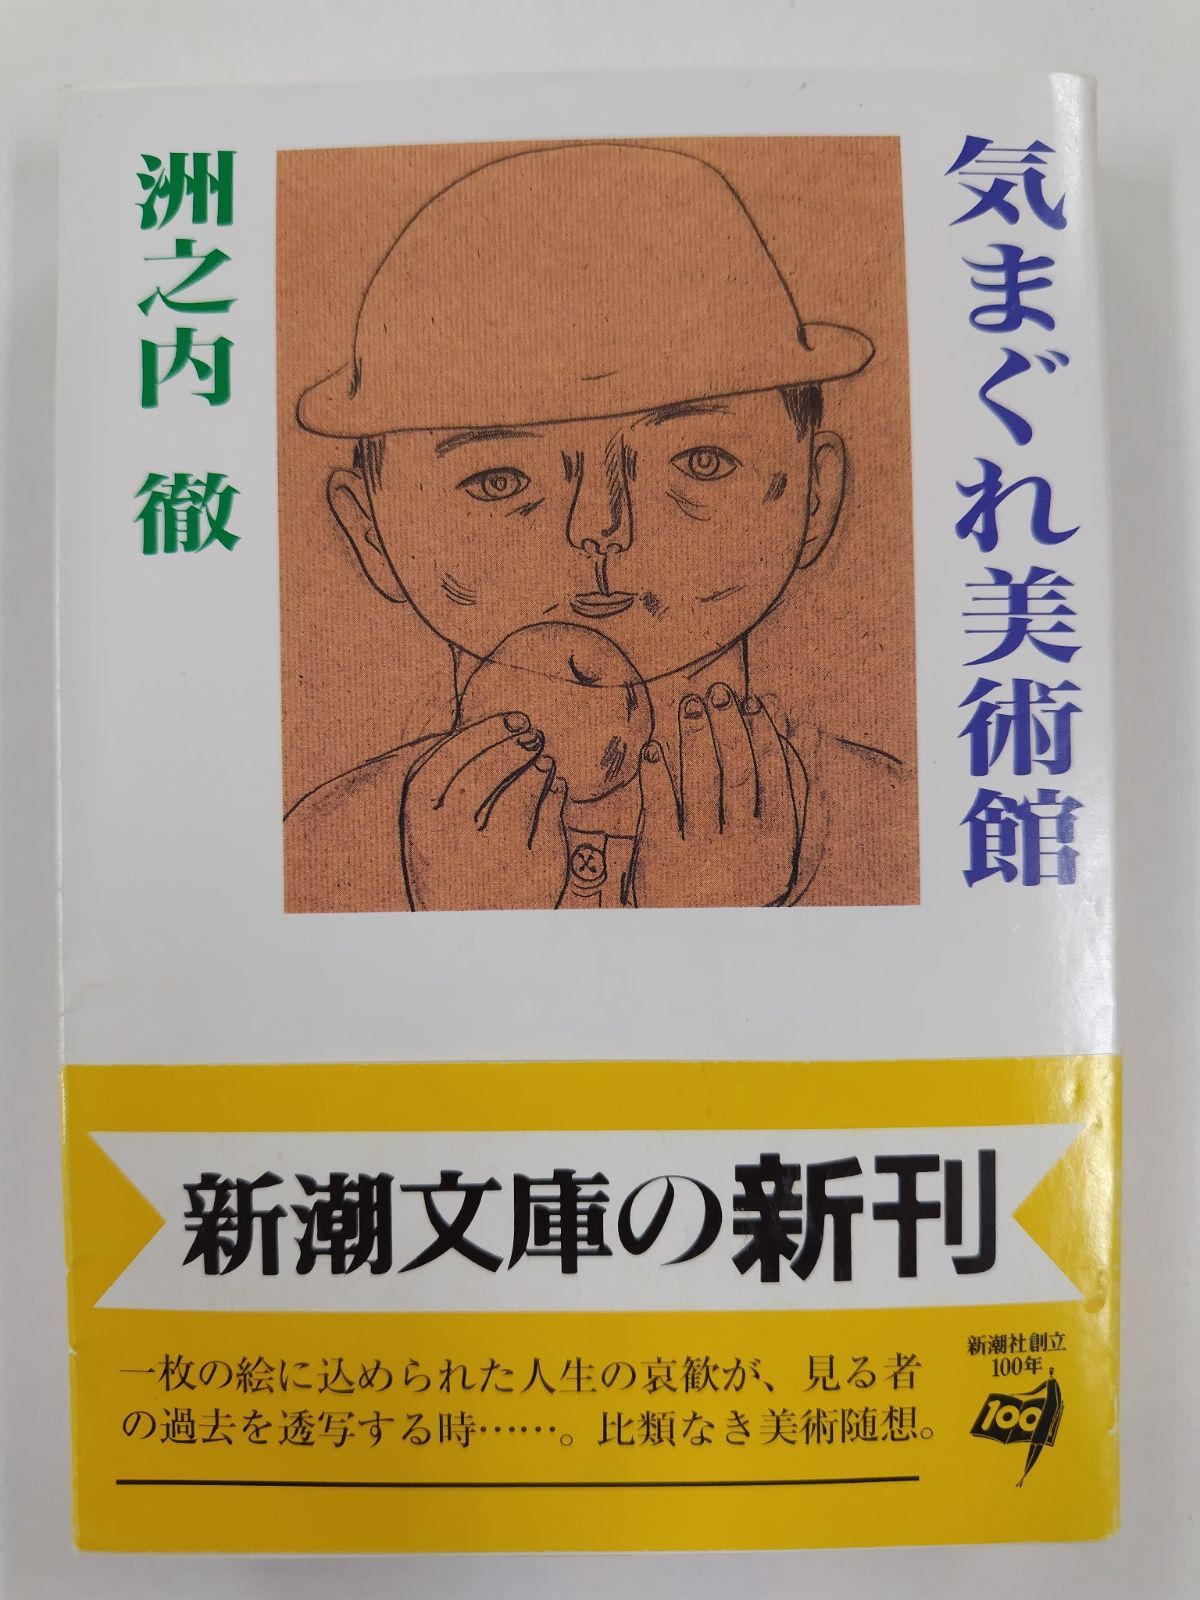 気まぐれ美術館
洲之内 徹
新潮文庫の新刊
一枚の絵に込められた人生の哀歓が、見る者
の過去を透写する時……。比類なき美術随想。
新潮社創立
100年
100